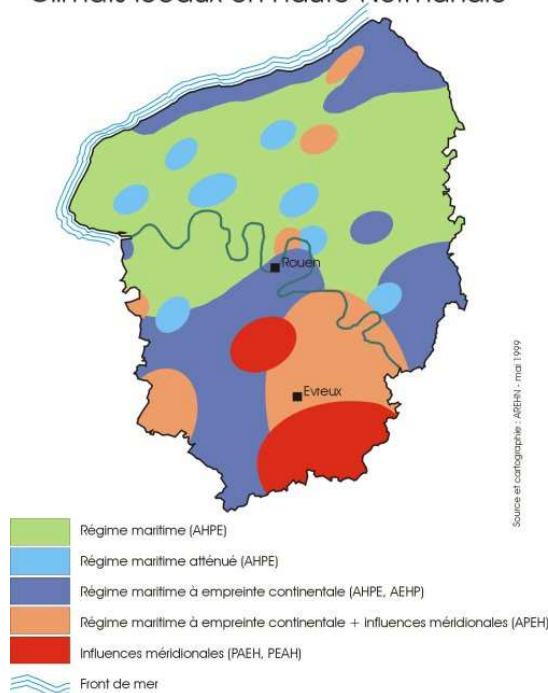 Climats locaux en Haute-Normandie
Rouen
Evreux
Source et cartographie : AREHN - mai 1999
Régime maritime (AHPE)
Régime maritime atténué (AHPE)
Régime maritime à empreinte continentale (AHPE, AEHP)
Régime maritime à empreinte continentale + influences méridionales (APEH)
Influences méridionales (PAEH, PEAH)
Front de mer